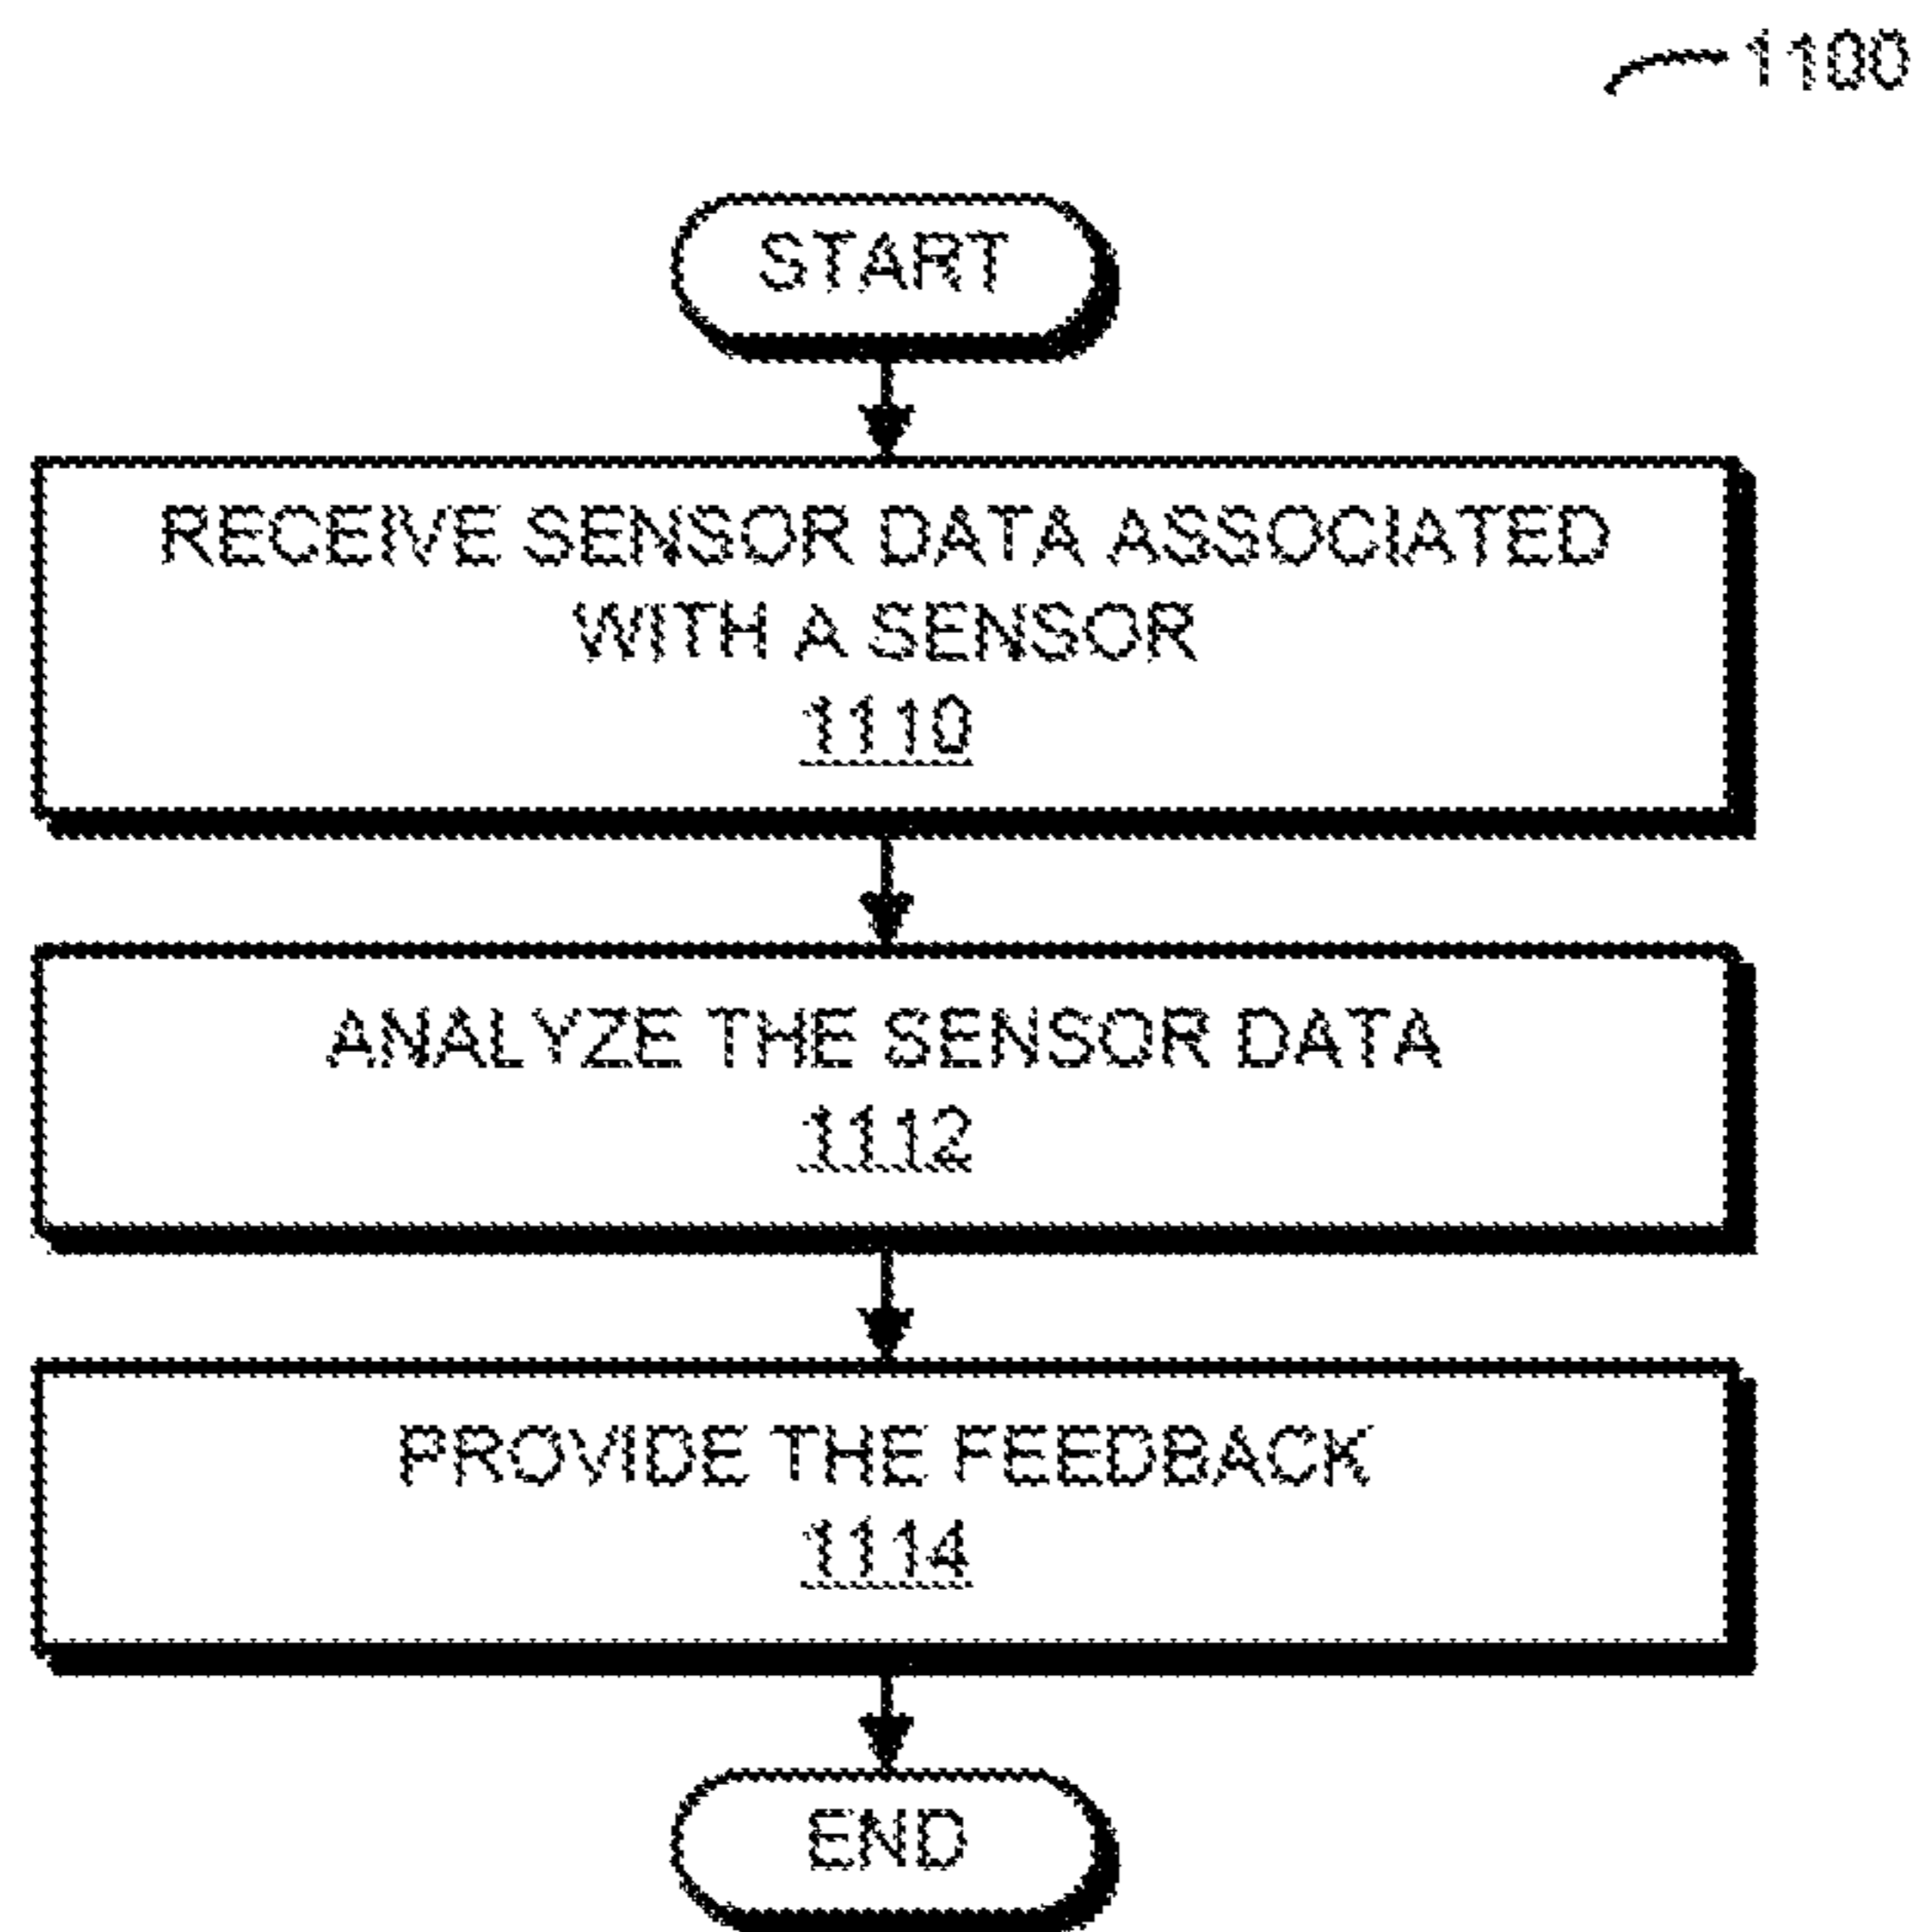 1100
START
RECEIVE SENSOR DATA ASSOCIATED
WITH A SENSOR
1110
ANALYZE THE SENSOR DATA
1112
PROVIDE THE FEEDBACK
1114
END